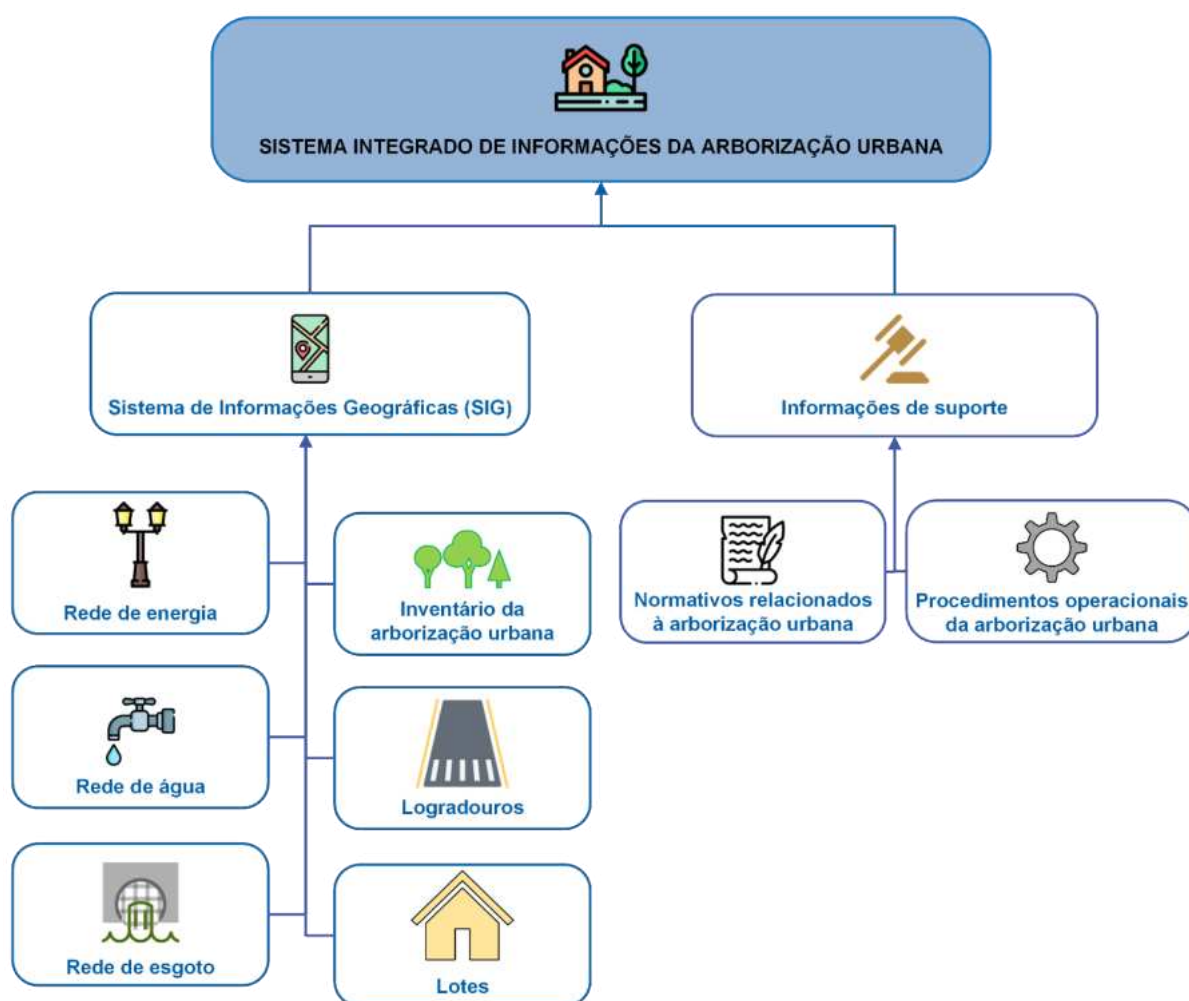 SISTEMA INTEGRADO DE INFORMAÇÕES DA ARBORIZAÇÃO URBANA
Sistema de Informações Geográficas (SIG)
Informações de suporte
Rede de energia
Inventário da
arborização urbana
Normativos relacionados
à arborização urbana
Procedimentos operacionais
da arborização urbana
Rede de água
Logradouros
Rede de esgoto
Lotes